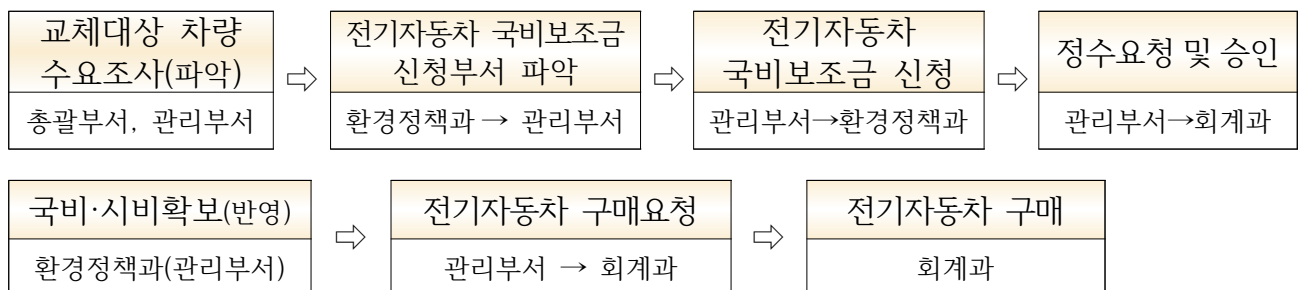 교체대상 차량
수요조사(파악)
총괄부서, 관리부서
⇨
전기자동차 국비보조금
신청부서 파악
환경정책과 → 관리부서
⇨
전기자동차
국비보조금 신청
관리부서→환경정책과
⇨
정수요청 및 승인
관리부서→회계과
국비·시비확보(반영)
환경정책과(관리부서)
⇨
전기자동차 구매요청
관리부서 → 회계과
⇨
전기자동차 구매
회계과